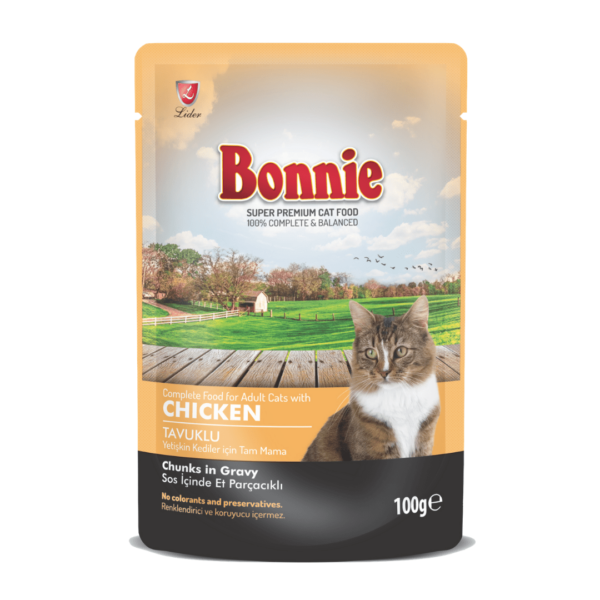 L
Lider
Bonnie
SUPER PREMIUM CAT FOOD
100% COMPLETE & BALANCED
Complete Food for Adult Cats with
CHICKEN
TAVUKLU
Yetişkin Kediler için Tam Mama
Chunks in Gravy
Sos İçinde Et Parçacıklı
No colorants and preservatives.
Renklendirici ve koruyucu içermez.
100g℮